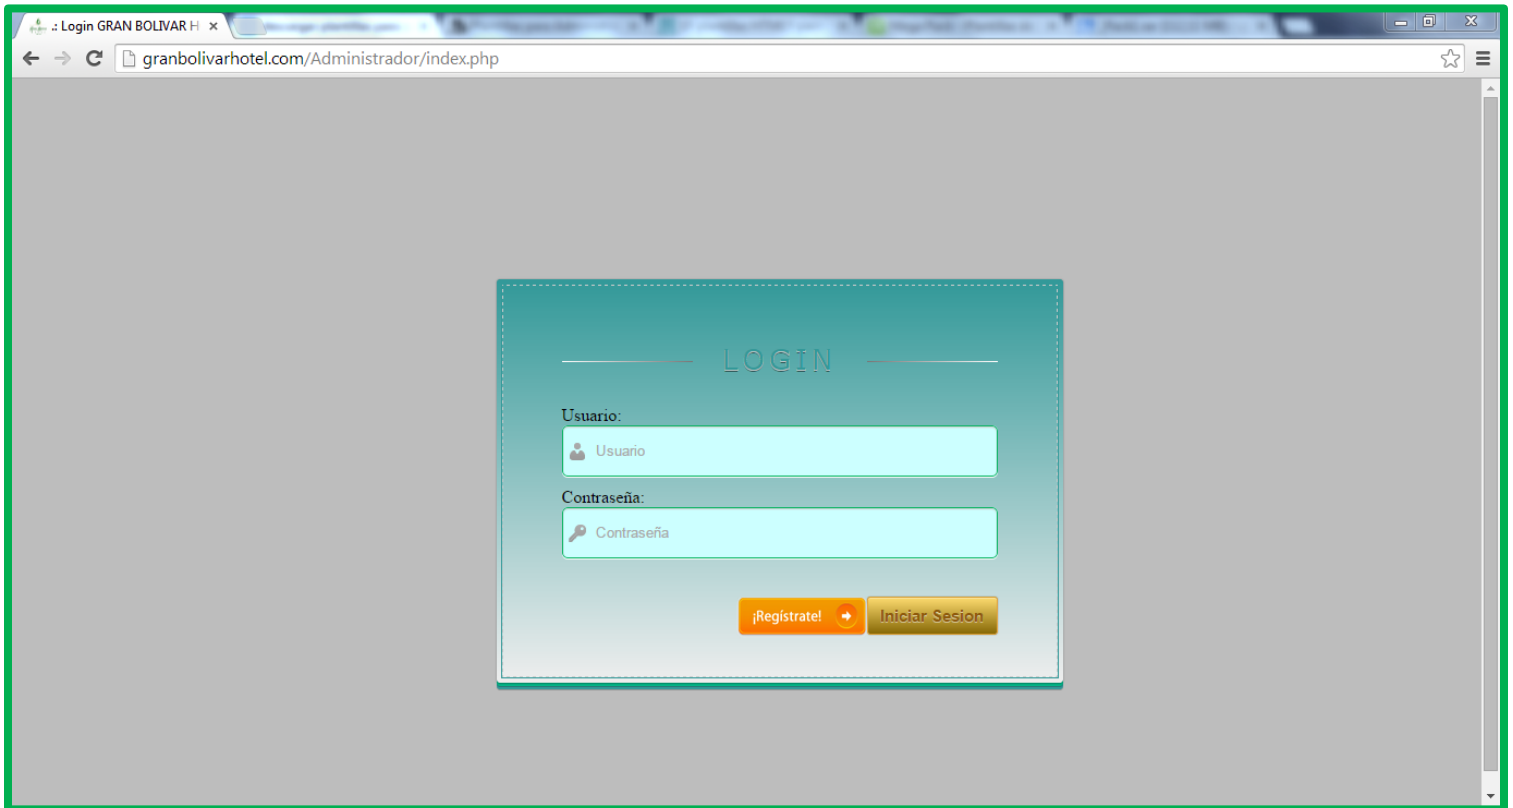 .: Login GRAN BOLIVAR H
granbolivarhotel.com/Administrador/index.php
LOGIN
Usuario:
Usuario
Contraseña:
Contraseña
¡Regístrate!
Iniciar Sesion